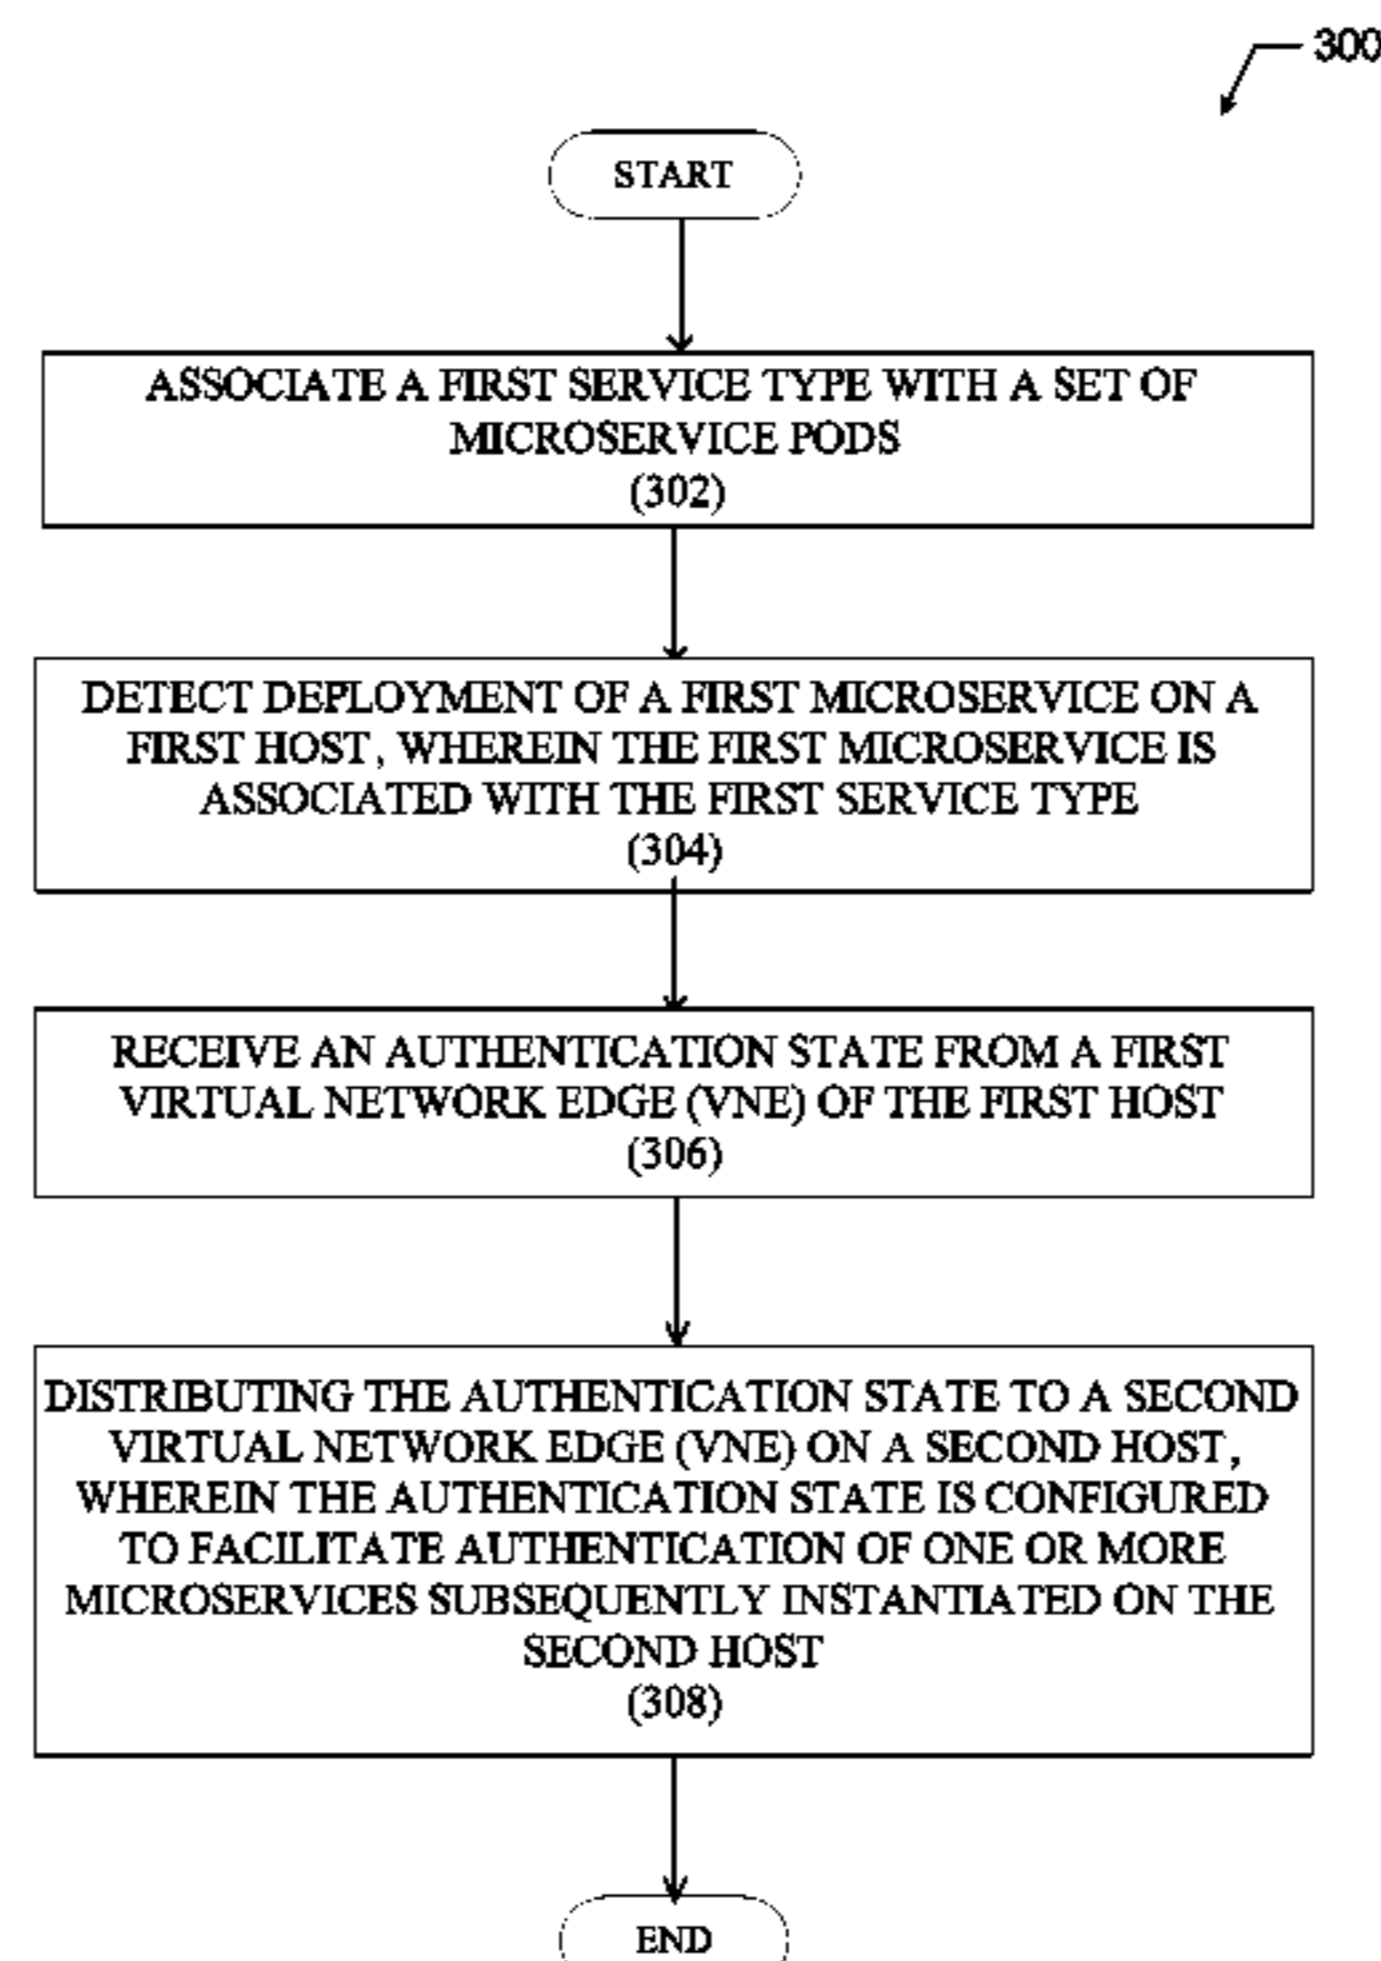 300
START
ASSOCIATE A FIRST SERVICE TYPE WITH A SET OF
MICROSERVICE PODS
(302)
DETECT DEPLOYMENT OF A FIRST MICROSERVICE ON A
FIRST HOST, WHEREIN THE FIRST MICROSERVICE IS
ASSOCIATED WITH THE FIRST SERVICE TYPE
(304)
RECEIVE AN AUTHENTICATION STATE FROM A FIRST
VIRTUAL NETWORK EDGE (VNE) OF THE FIRST HOST
(306)
DISTRIBUTING THE AUTHENTICATION STATE TO A SECOND
VIRTUAL NETWORK EDGE (VNE) ON A SECOND HOST,
WHEREIN THE AUTHENTICATION STATE IS CONFIGURED
TO FACILITATE AUTHENTICATION OF ONE OR MORE
MICROSERVICES SUBSEQUENTLY INSTANTIATED ON THE
SECOND HOST
(308)
END